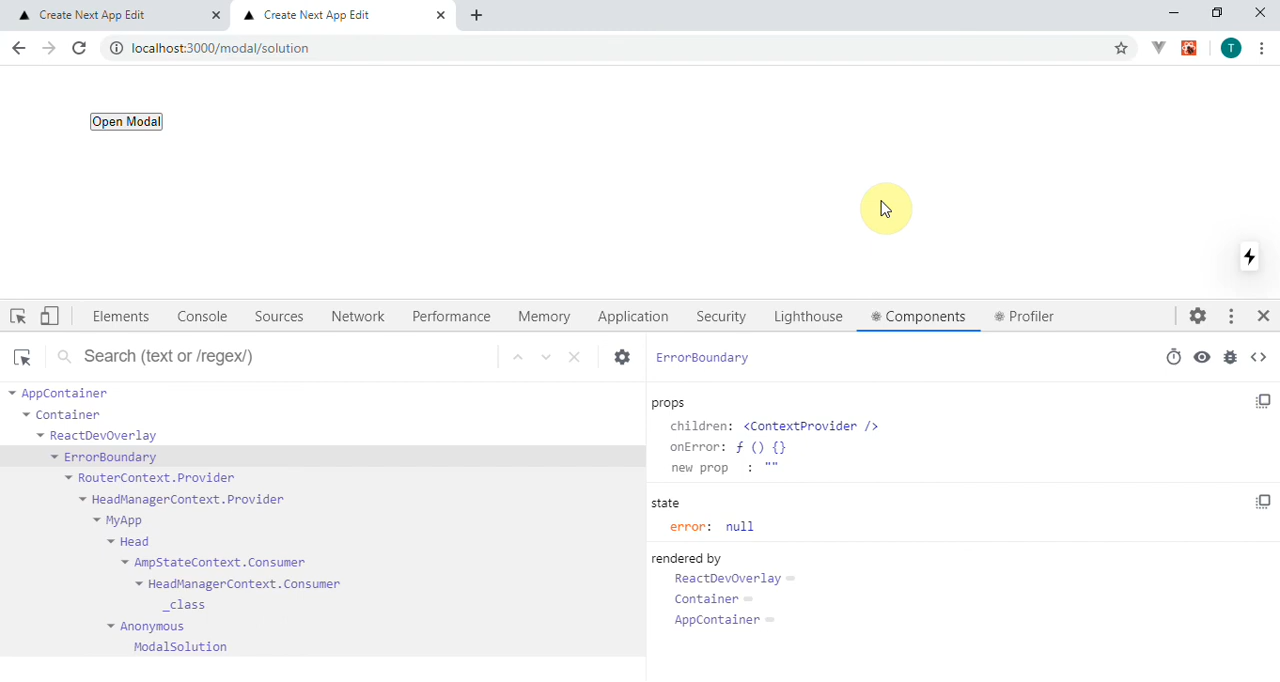 Create Next App Edit
Create Next App Edit
localhost:3000/modal/solution
T
Open Modal
Elements Console Sources Network Performance Memory Application Security Lighthouse Components Profiler
Search (text or /regex/)
ErrorBoundary
AppContainer
Container
ReactDevOverlay
ErrorBoundary
RouterContext.Provider
HeadManagerContext.Provider
MyApp
Head
AmpStateContext.Consumer
HeadManagerContext.Consumer
_class
Anonymous
ModalSolution
props
children: <ContextProvider />
onError: ƒ () {}
new prop : ""
state
error: null
rendered by
ReactDevOverlay
Container
AppContainer